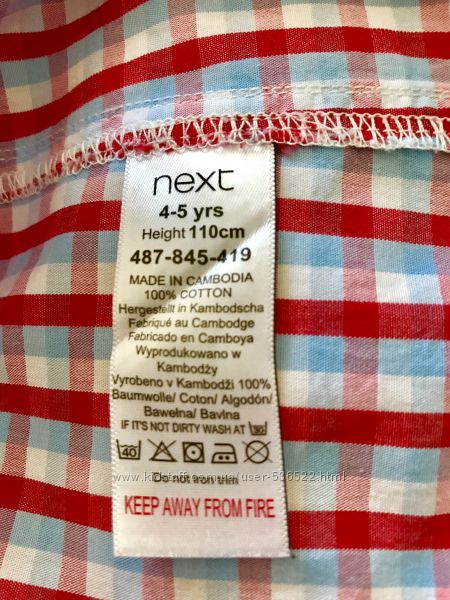 next
4-5 yrs
Height 110cm
487-845-419
MADE IN CAMBODIA
100% COTTON
Hergestellt in Kambodscha
Fabriqué au Cambodge
Fabricado en Camboya
Wyprodukowano w
Kambodży
Vyrobeno v Kambodži 100%
Baumwolle/ Coton/ Algodón/
Bawełna/ Bavlna
IF IT'S NOT DIRTY WASH AT 30
40
Do not iron trim
KEEP AWAY FROM FIRE